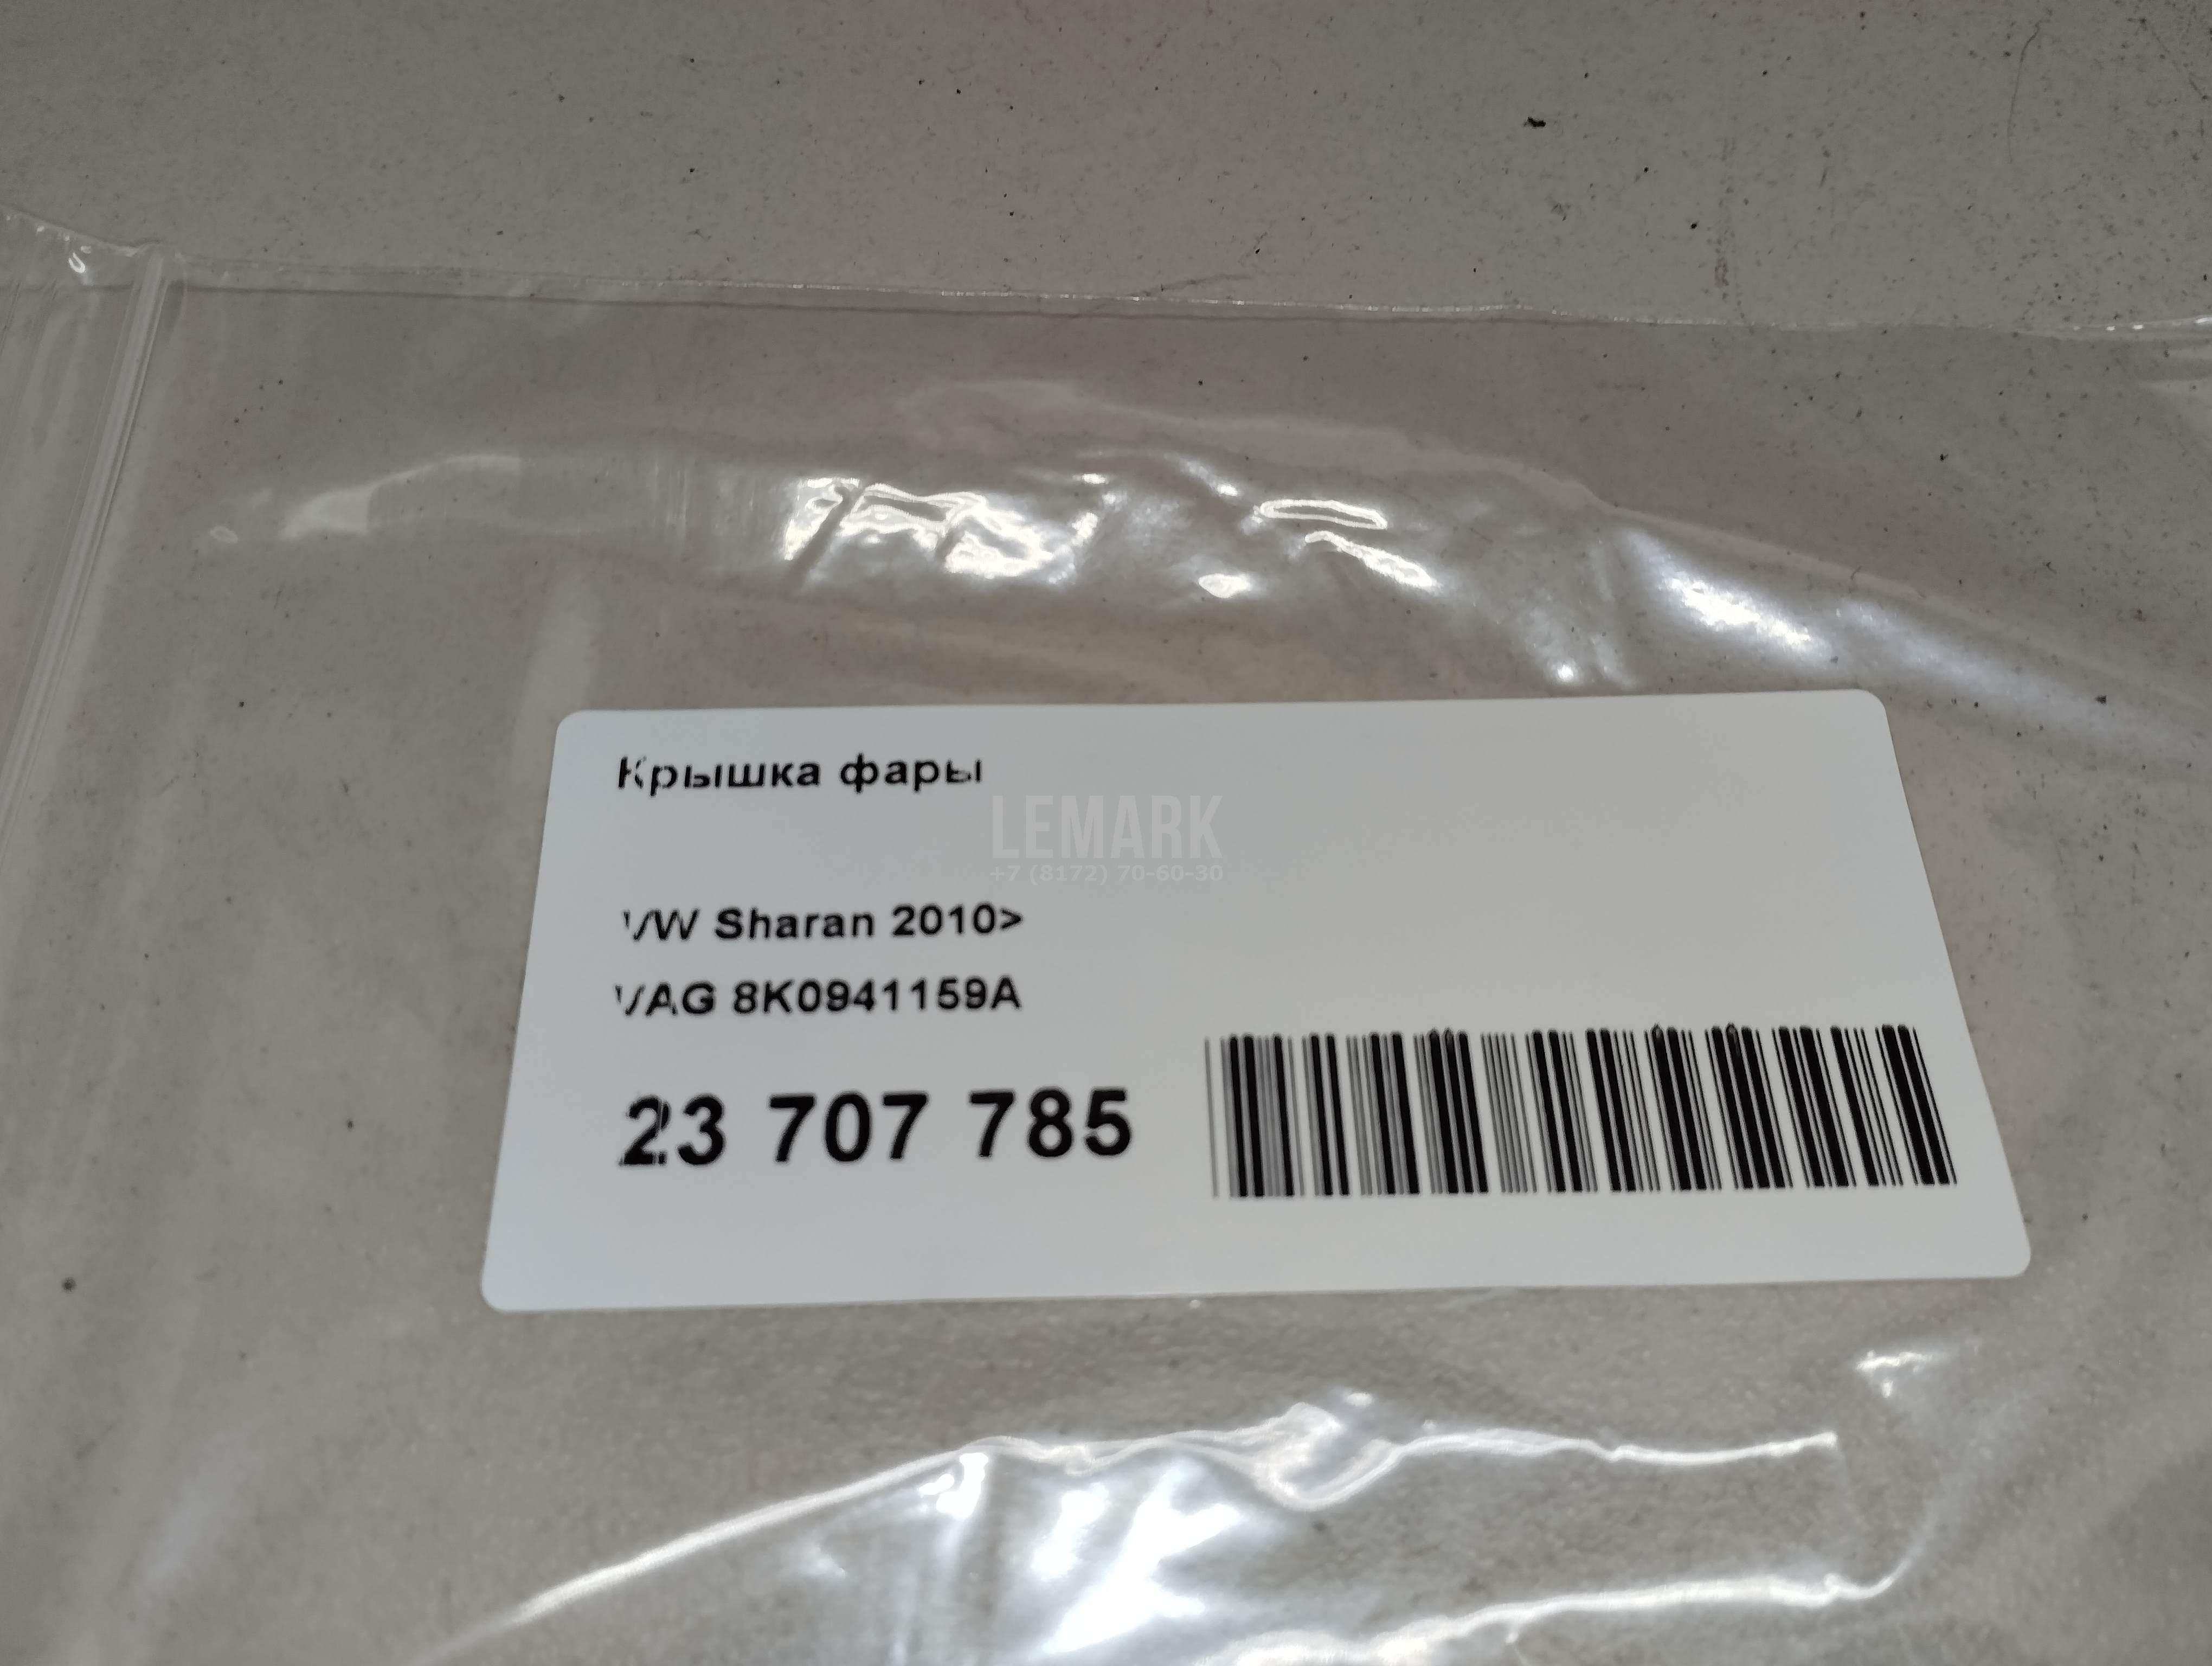 Крышка фары
LEMARK
+7 (8172) 70-60-30
VW Sharan 2010>
VAG 8K0941159A
23 707 785